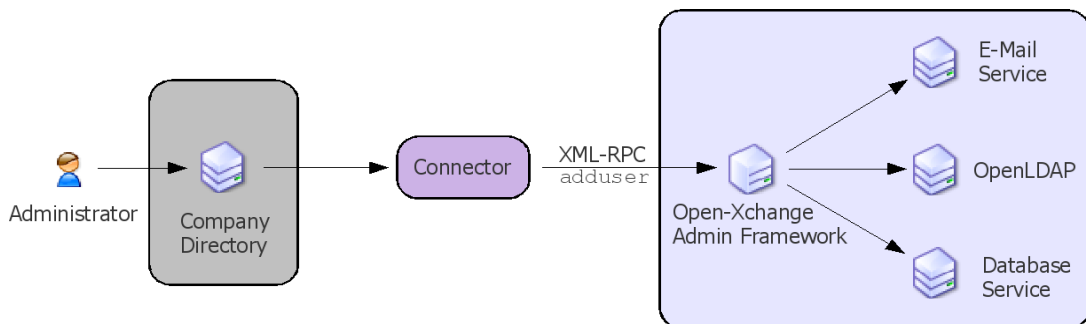 Administrator
Company
Directory
Connector
XML-RPC
adduser
Open-Xchange
Admin Framework
E-Mail
Service
OpenLDAP
Database
Service